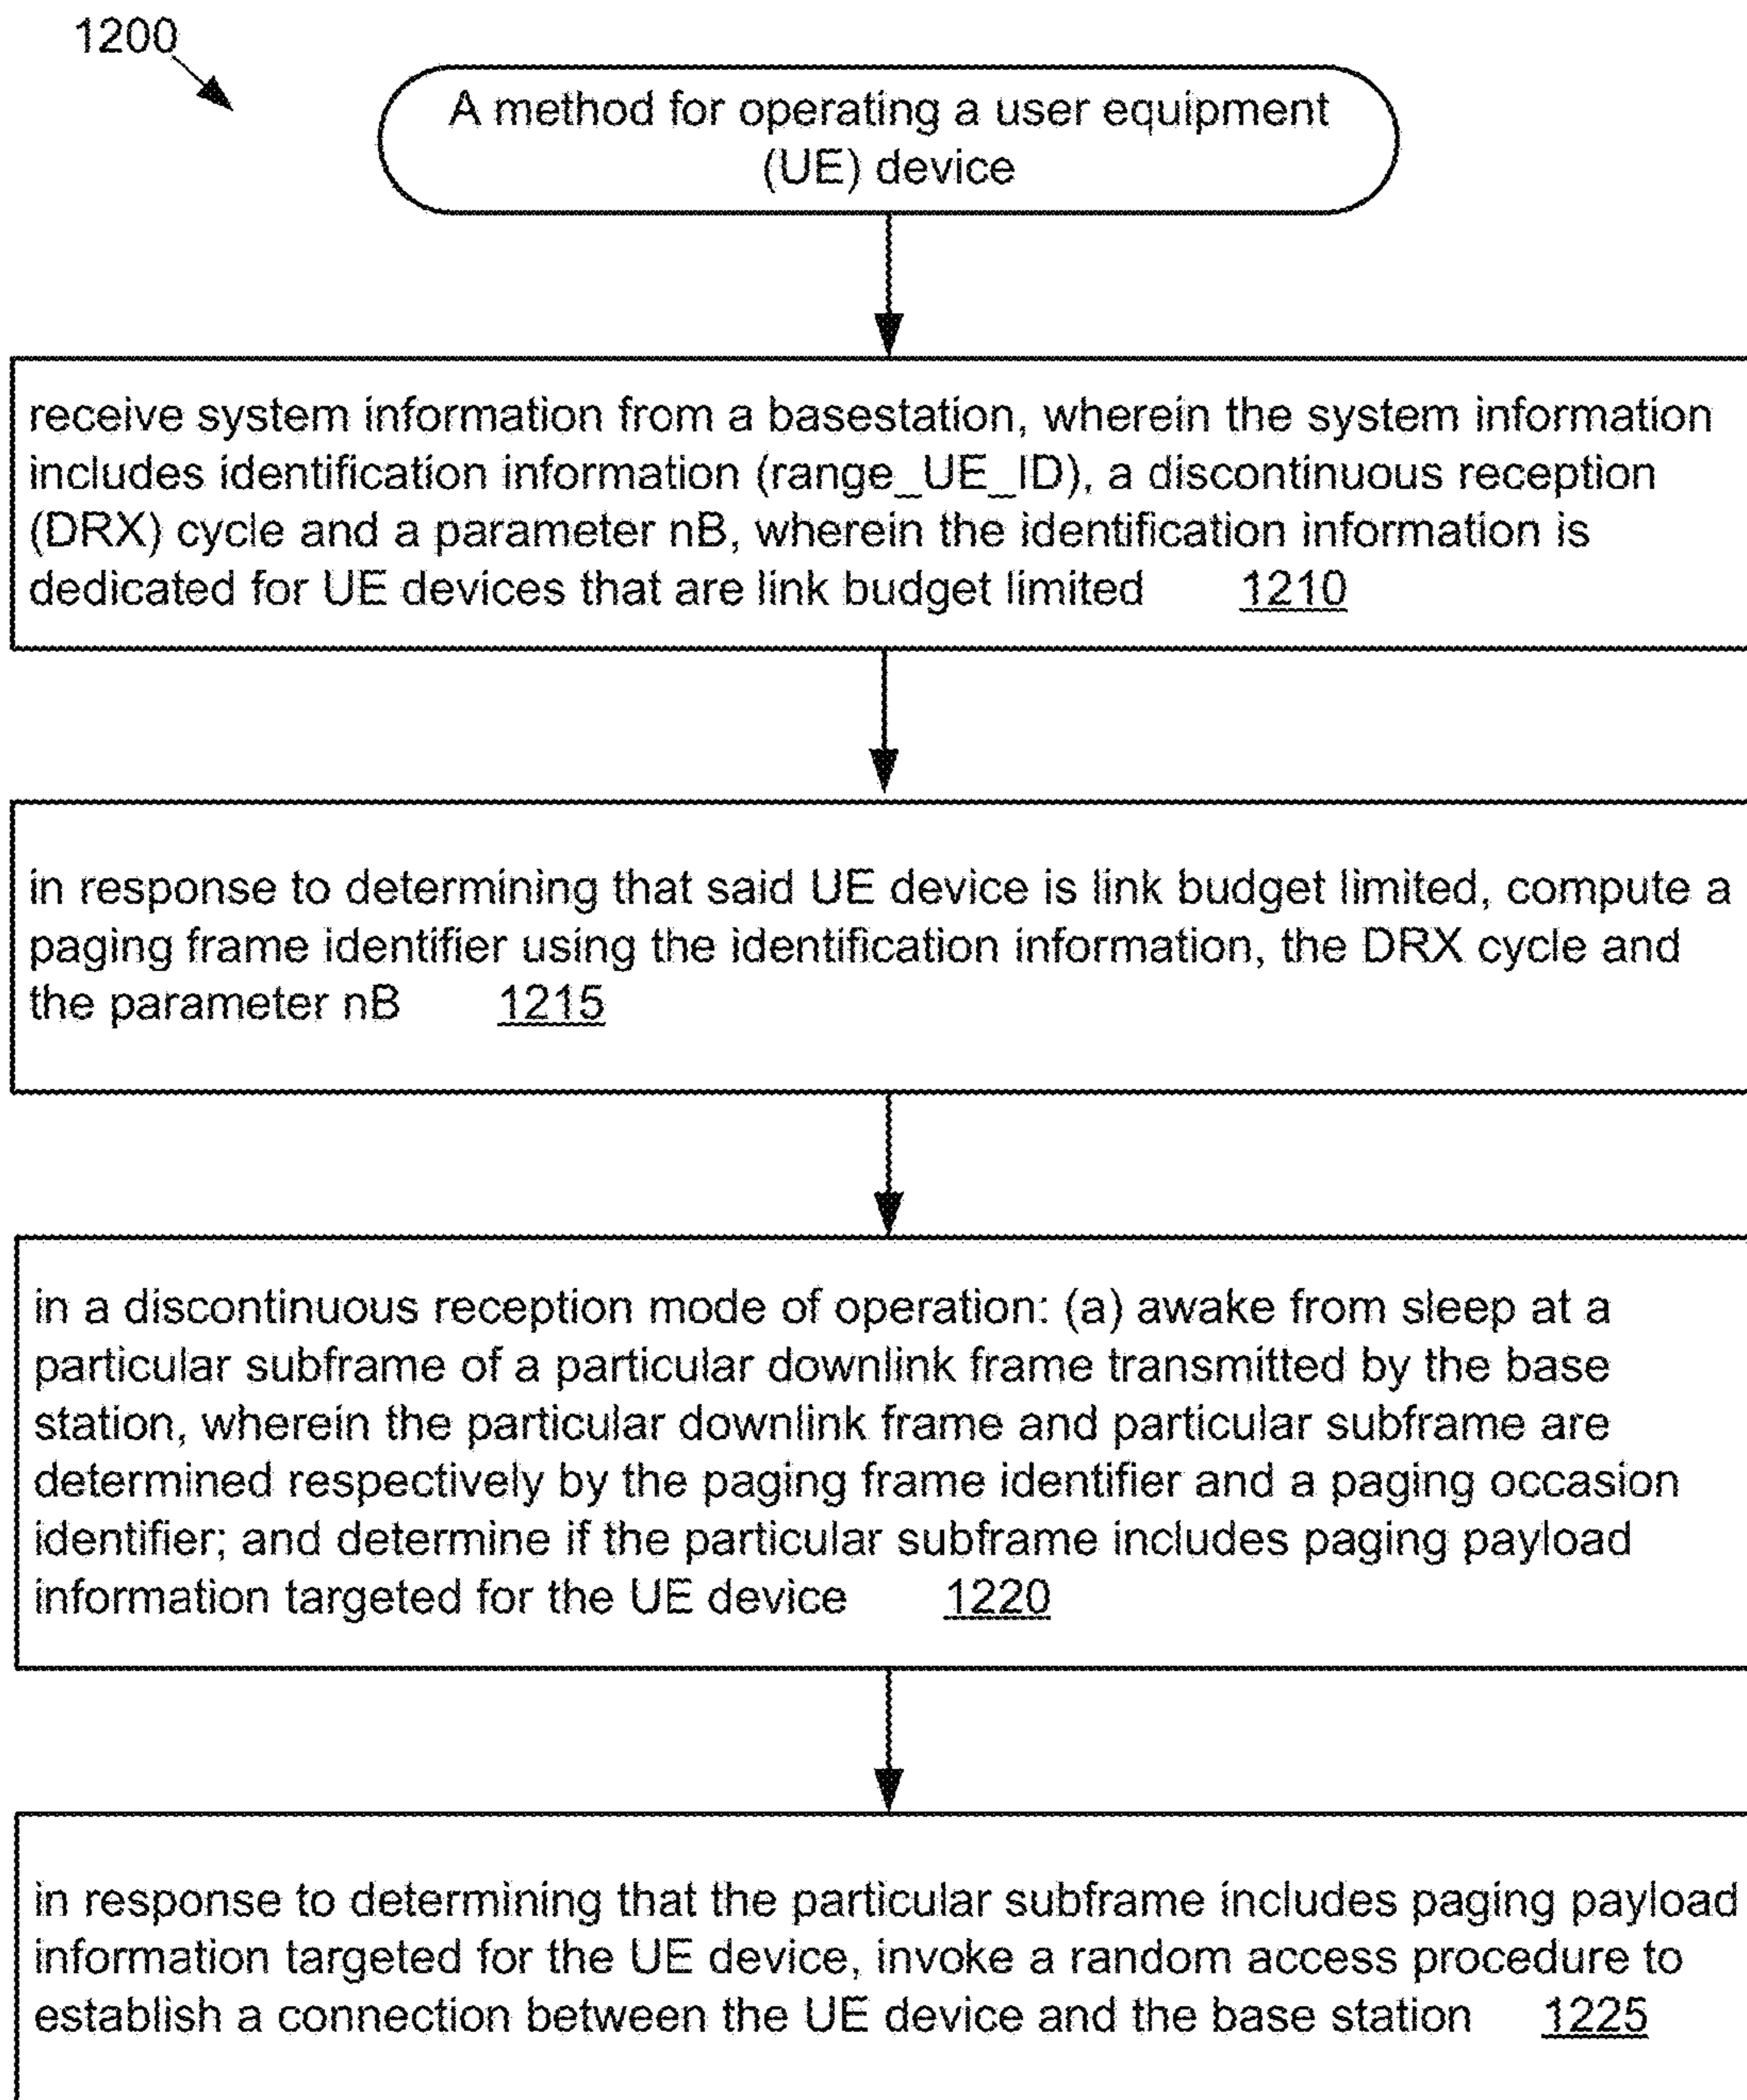 1200
A method for operating a user equipment
(UE) device
receive system information from a basestation, wherein the system information
includes identification information (range_UE_ID), a discontinuous reception
(DRX) cycle and a parameter nB, wherein the identification information is
dedicated for UE devices that are link budget limited 1210
in response to determining that said UE device is link budget limited, compute a
paging frame identifier using the identification information, the DRX cycle and
the parameter nB 1215
in a discontinuous reception mode of operation: (a) awake from sleep at a
particular subframe of a particular downlink frame transmitted by the base
station, wherein the particular downlink frame and particular subframe are
determined respectively by the paging frame identifier and a paging occasion
identifier; and determine if the particular subframe includes paging payload
information targeted for the UE device 1220
in response to determining that the particular subframe includes paging payload
information targeted for the UE device, invoke a random access procedure to
establish a connection between the UE device and the base station 1225